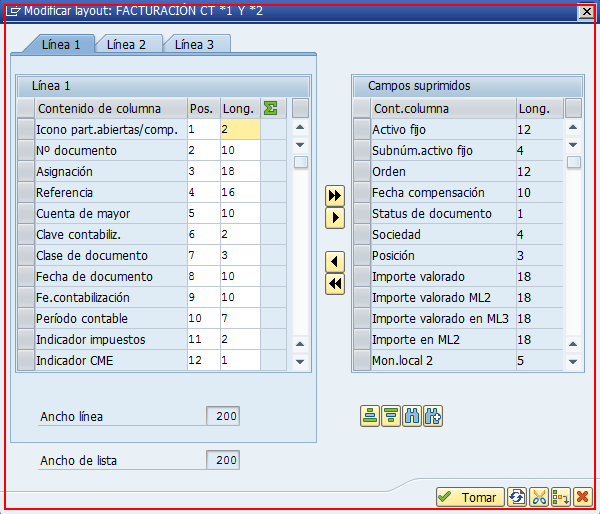 Modificar layout: FACTURACIÓN CT *1 Y *2
Línea 1 Línea 2 Línea 3
Línea 1
Contenido de columna Pos. Long.
Icono part.abiertas/comp. 1 2
Nº documento 2 10
Asignación 3 18
Referencia 4 16
Cuenta de mayor 5 10
Clave contabiliz. 6 2
Clase de documento 7 3
Fecha de documento 8 10
Fe.contabilización 9 10
Período contable 10 7
Indicador impuestos 11 2
Indicador CME 12 1
Ancho línea 200
Ancho de lista 200
Campos suprimidos
Cont.columna Long.
Activo fijo 12
Subnúm.activo fijo 4
Orden 12
Fecha compensación 10
Status de documento 1
Sociedad 4
Posición 3
Importe valorado 18
Importe valorado ML2 18
Importe valorado en ML3 18
Importe en ML2 18
Mon.local 2 5
Tomar